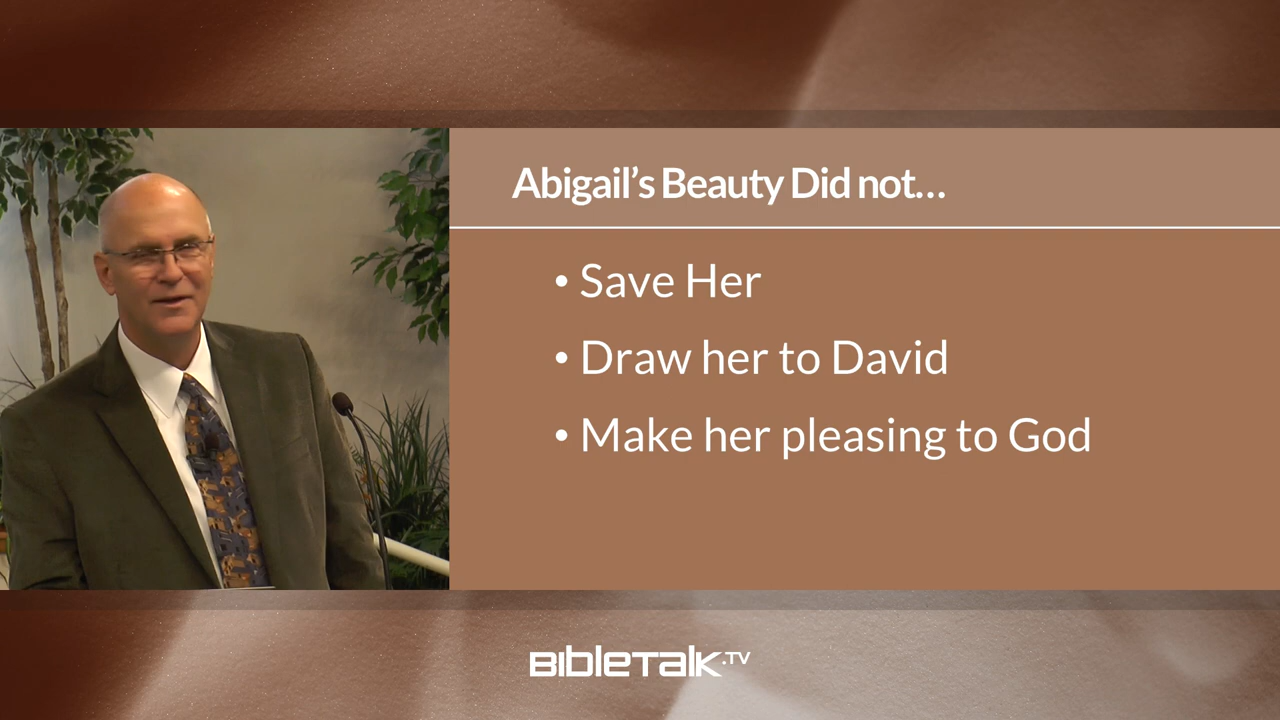 Abigail’s Beauty Did not...
• Save Her
• Draw her to David
• Make her pleasing to God
BIBLETALK.TV